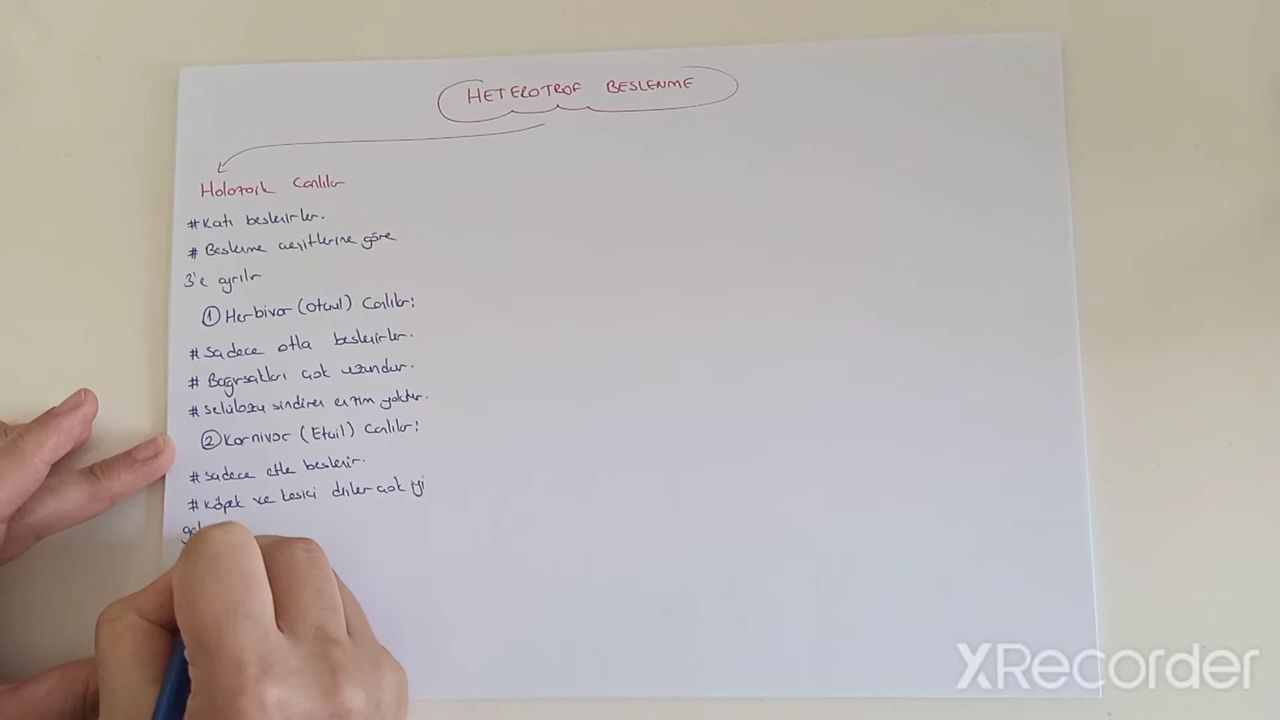 HETEROTROF BESLENME
Holozoik Canlılar
#Katı beslenirler.
# Beslenme çeşitlerine göre
3'e ayrılır
① Herbivor (otçul) Canlılar:
# Sadece otla beslenirler.
# Bağırsakları çok uzundur.
# Selülozu sindiren enzim yoktur.
② Karnivor (Etçil) Canlılar:
# Sadece etle beslenir.
# Köpek ve kesici dişler çok iyi
XRecorder